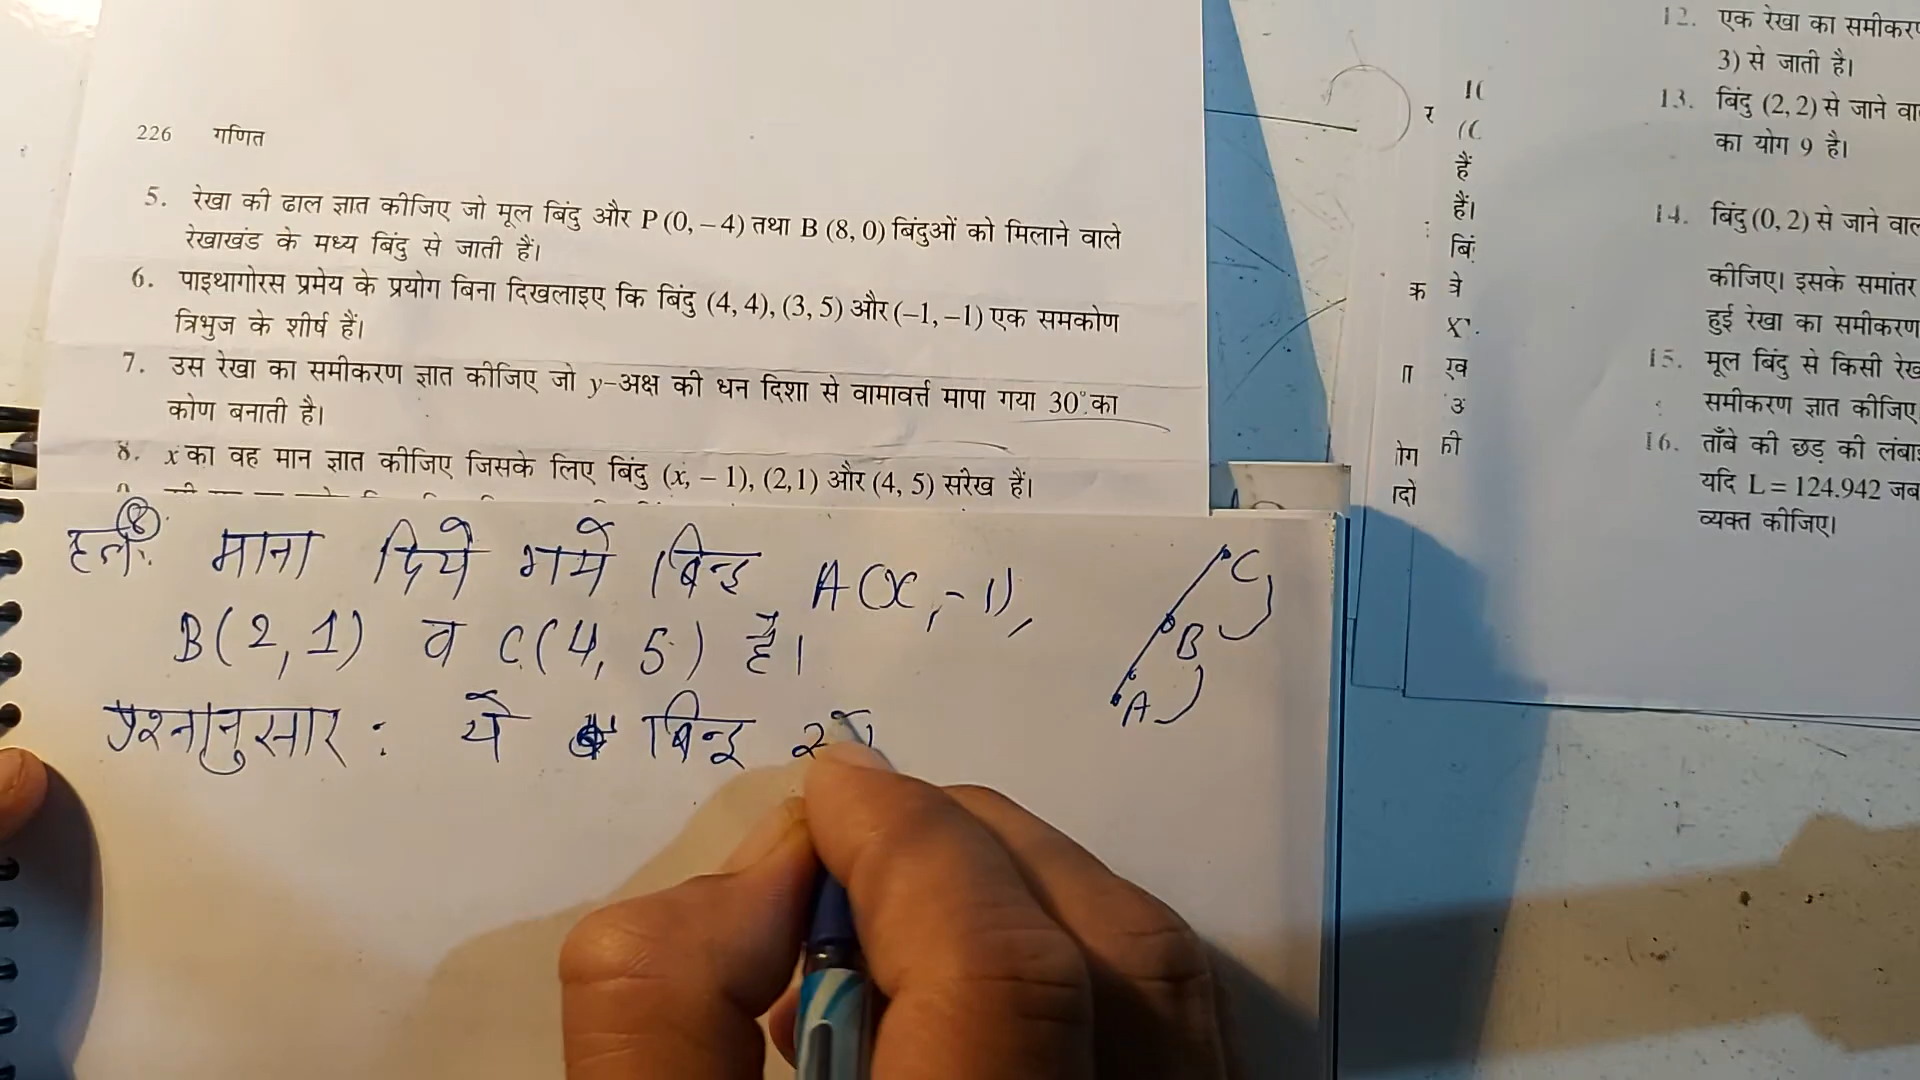 226 गणित
5. रेखा की ढाल ज्ञात कीजिए जो मूल बिंदु और P (0, – 4) तथा B (8, 0) बिंदुओं को मिलाने वाले
रेखाखंड के मध्य बिंदु से जाती हैं।
6. पाइथागोरस प्रमेय के प्रयोग बिना दिखलाइए कि बिंदु (4, 4), (3, 5) और (–1, –1) एक समकोण
त्रिभुज के शीर्ष हैं।
7. उस रेखा का समीकरण ज्ञात कीजिए जो y-अक्ष की धन दिशा से वामावर्त्त मापा गया 30° का
कोण बनाती है।
8. x का वह मान ज्ञात कीजिए जिसके लिए बिंदु (x, – 1), (2,1) और (4, 5) संरेख हैं।
हल: (8) माना दिये गये बिन्दु A(x, -1),
B(2, 1) व C(4, 5) है।
प्रश्नानुसार : ये बिन्दु
C
B
A
र
हैं
हैं।
क्र त्रे
एव
की
12. एक रेखा का समीकरण
3) से जाती है।
13. बिंदु (2, 2) से जाने
का योग 9 है।
14. बिंदु (0, 2) से जाने
कीजिए। इसके समांतर
हुई रेखा का समीकरण
15. मूल बिंदु से किसी
समीकरण ज्ञात कीजिए
16. ताँबे की छड़ की
यदि L = 124.942 जब
व्यक्त कीजिए।